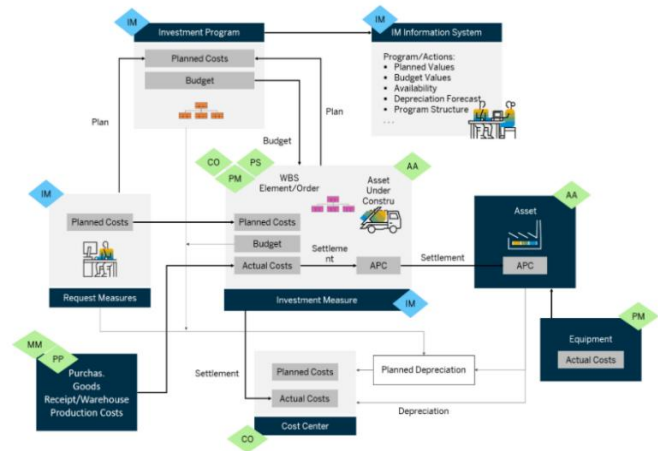 IM
Investment Program
Planned Costs
Budget
IM
IM Information System
Program/Actions:
• Planned Values
• Budget Values
• Availability
• Depreciation Forecast
• Program Structure
. . .
Plan
Plan
Budget
IM
Planned Costs
Request Measures
CO
PS
PM
AA
WBS
Element/Order
Asset
Under
Constru
Planned Costs
Budget
Actual Costs
Settleme
nt
APC
Settlement
Investment Measure
IM
AA
Asset
APC
PM
Equipment
Actual Costs
MM
PP
Purchas.
Goods
Receipt/Warehouse
Production Costs
Settlement
Planned Costs
Actual Costs
Cost Center
CO
Planned Depreciation
Depreciation